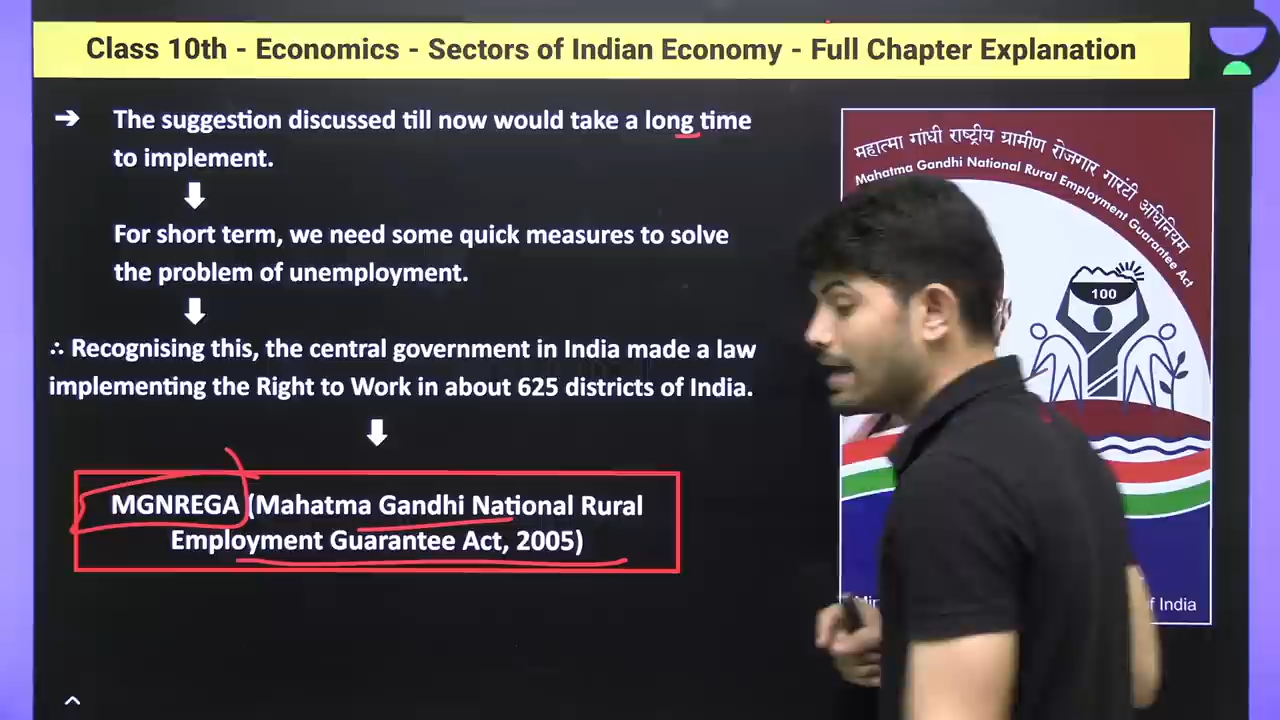 Class 10th - Economics - Sectors of Indian Economy - Full Chapter Explanation
➔ The suggestion discussed till now would take a long time
to implement.
For short term, we need some quick measures to solve
the problem of unemployment.
∴ Recognising this, the central government in India made a law
implementing the Right to Work in about 625 districts of India.
MGNREGA (Mahatma Gandhi National Rural
Employment Guarantee Act, 2005)
महात्मा गांधी राष्ट्रीय ग्रामीण रोजगार गारंटी अधिनियम
Mahatma Gandhi National Rural Employment Guarantee Act
100
of India